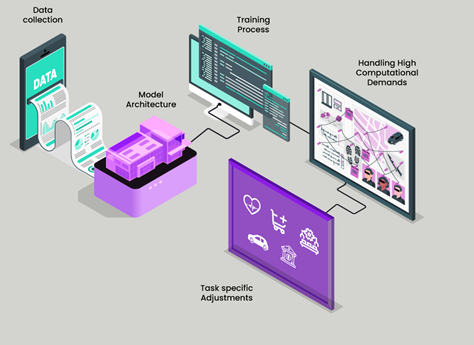 Data
collection
DATA
Model
Architecture
Training
Process
Handling High
Computational
Demands
Task specific
Adjustments